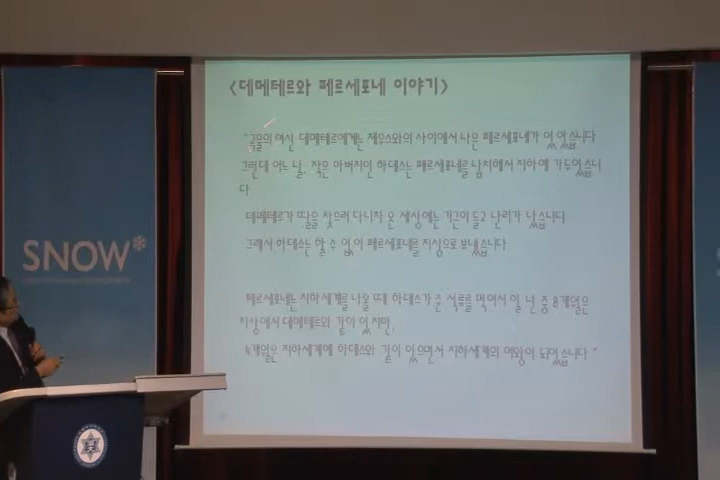 <데메테르와 페르세포네 이야기>
"곡물의 여신 데메테르에게는 제우스와의 사이에서 나은 페르세포네가 있었습니다
그런데 어느 날, 작은 아버지인 하데스는 페르세포네를 납치해서 지하에 가두었습니
다.
데메테르가 딸을 찾으러 다니자 온 세상에는 기근이 들고 난리가 났습니다
그래서 하데스는 할 수 없이 페르세포네를 지상으로 보냈습니다
페르세포네는 지하세계를 나올 때 하데스가 준 석류를 먹어서 일 년 중 8개월은
지상에서 데메테르와 같이 있지만,
4개월은 지하세계에 하데스와 같이 있으면서 지하세계의 여왕이 되었습니다 "
SNOW*